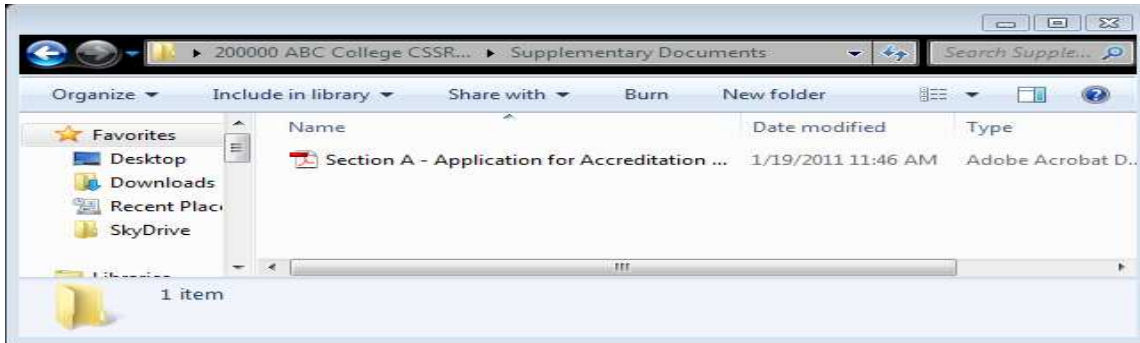 200000 ABC College CSSR... Supplementary Documents Search Supple...
Organize Include in library Share with Burn New folder
Favorites
Desktop
Downloads
Recent Plac
SkyDrive
Name Date modified Type
Section A - Application for Accreditation ... 1/19/2011 11:46 AM Adobe Acrobat D...
1 item